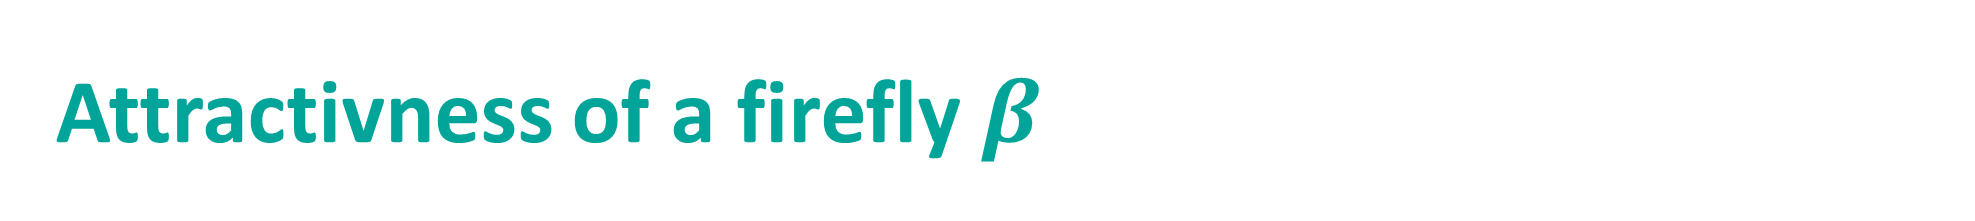 Attractivness of a firefly β